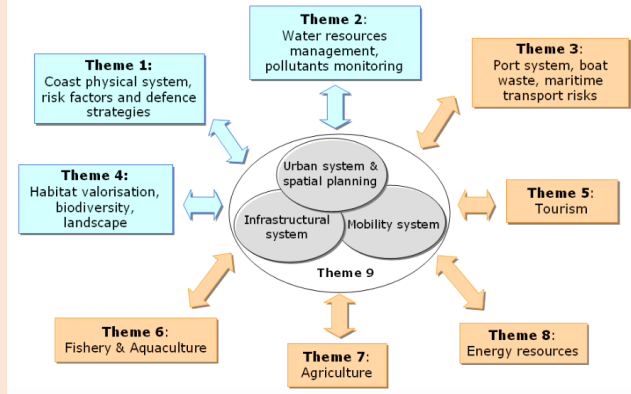 Theme 2:
Water resources
management,
pollutants monitoring
Theme 1:
Coast physical system,
risk factors and defence
strategies
Theme 3:
Port system, boat
waste, maritime
transport risks
Theme 4:
Habitat valorisation,
biodiversity,
landscape
Urban system &
spatial planning
Infrastructural
system
Mobility system
Theme 9
Theme 5:
Tourism
Theme 6:
Fishery & Aquaculture
Theme 7:
Agriculture
Theme 8:
Energy resources